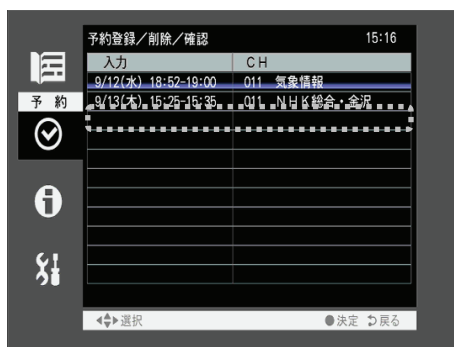 予約登録／削除／確認 15:16
入力 CH
9/12(水) 18:52-19:00 011 気象情報
9/13(木) 15:25-15:35 011 NHK総合・金沢
予 約
選択 決定 戻る